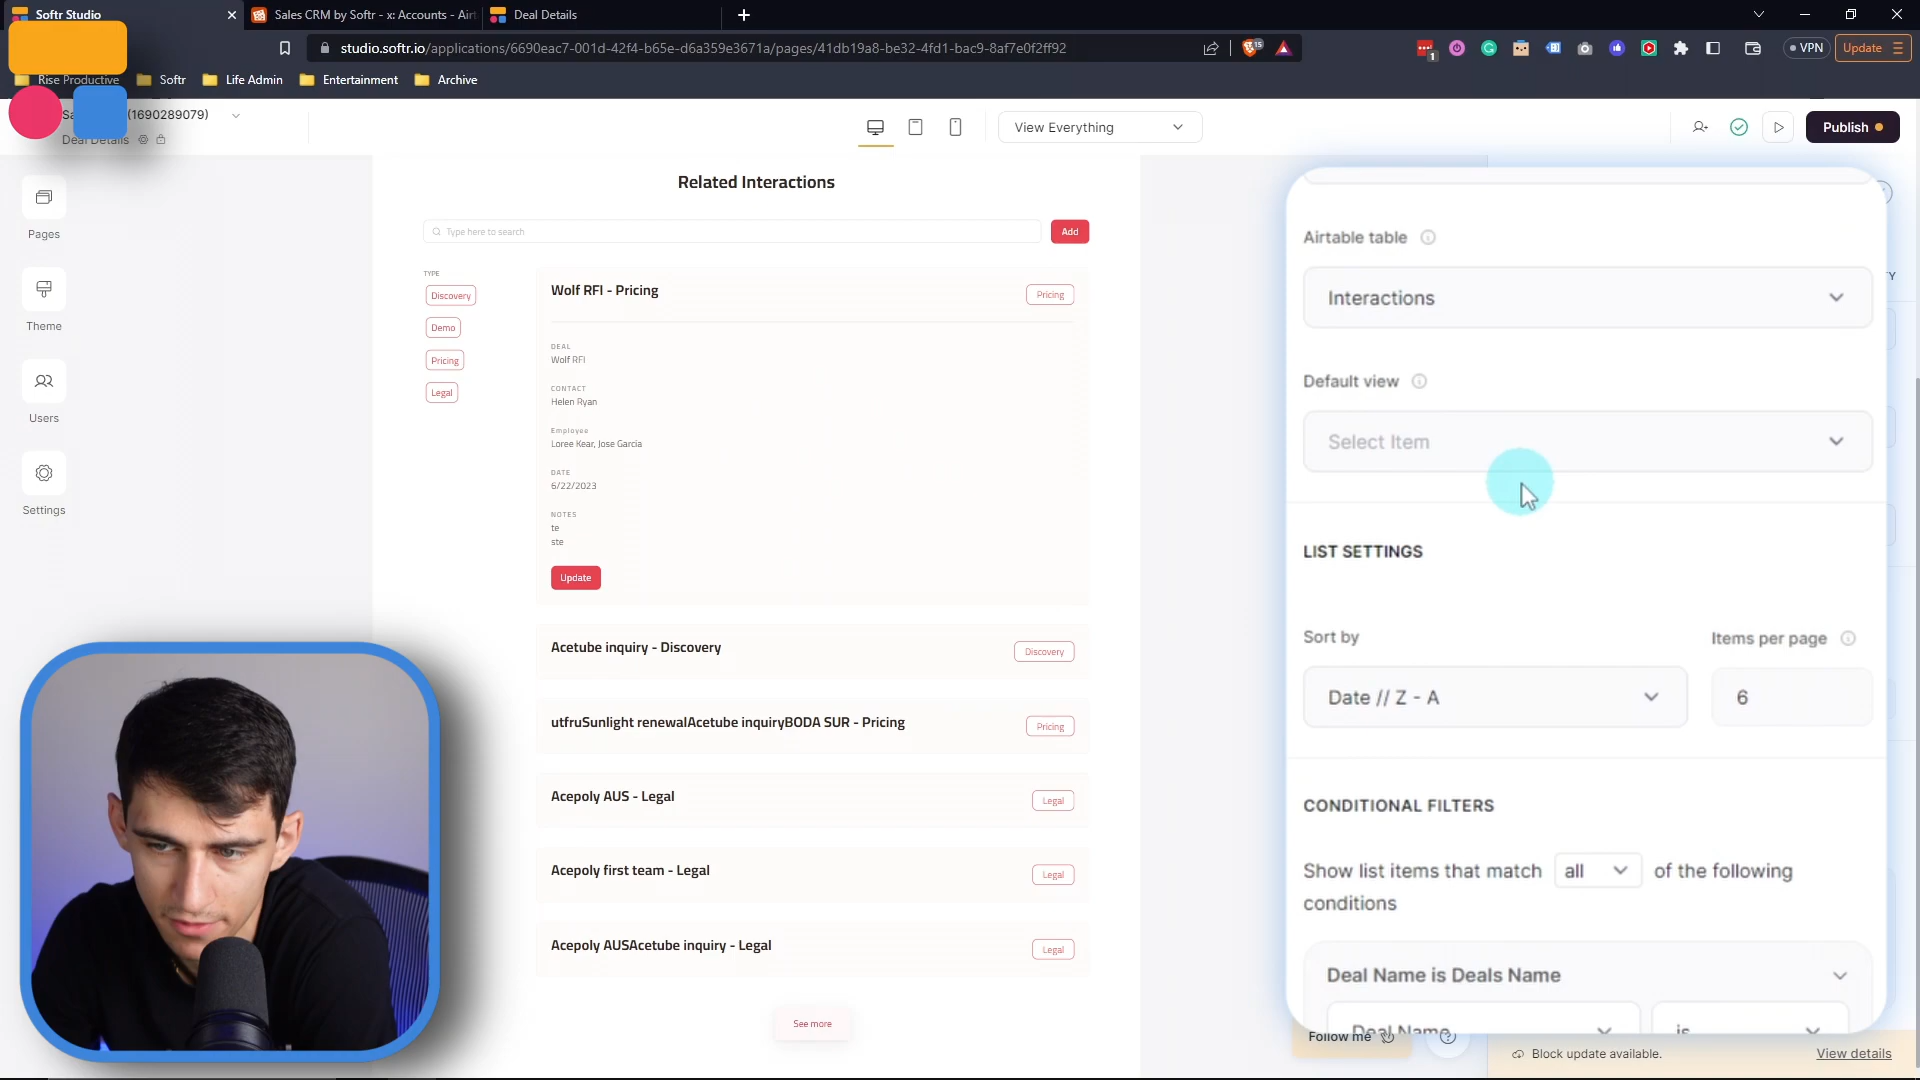 Softr Studio
Sales CRM by Softr - x: Accounts - Airt
Deal Details
studio.softr.io/applications/6690eac7-001d-42f4-b65e-d6a359e3671a/pages/41db19a8-be32-4fd1-bac9-8af7e0f2ff92
15
1
VPN
Update
Rise Productive
Softr
Life Admin
Entertainment
Archive
(1690289079)
Deal Details
View Everything
Publish
Pages
Theme
Users
Settings
Related Interactions
Type here to search
Add
TYPE
Discovery
Demo
Pricing
Legal
Wolf RFI - Pricing
Pricing
DEAL
Wolf RFI
CONTACT
Helen Ryan
Employee
Loree Kear, Jose Garcia
DATE
6/22/2023
NOTES
te
ste
Update
Acetube inquiry - Discovery
Discovery
utfruSunlight renewalAcetube inquiryBODA SUR - Pricing
Pricing
Acepoly AUS - Legal
Legal
Acepoly first team - Legal
Legal
Acepoly AUSAcetube inquiry - Legal
Legal
See more
Airtable table
Interactions
Default view
Select Item
LIST SETTINGS
Sort by
Items per page
Date // Z - A
6
CONDITIONAL FILTERS
Show list items that match all of the following
conditions
Deal Name is Deals Name
Deal Name
is
Follow me
Block update available.
View details